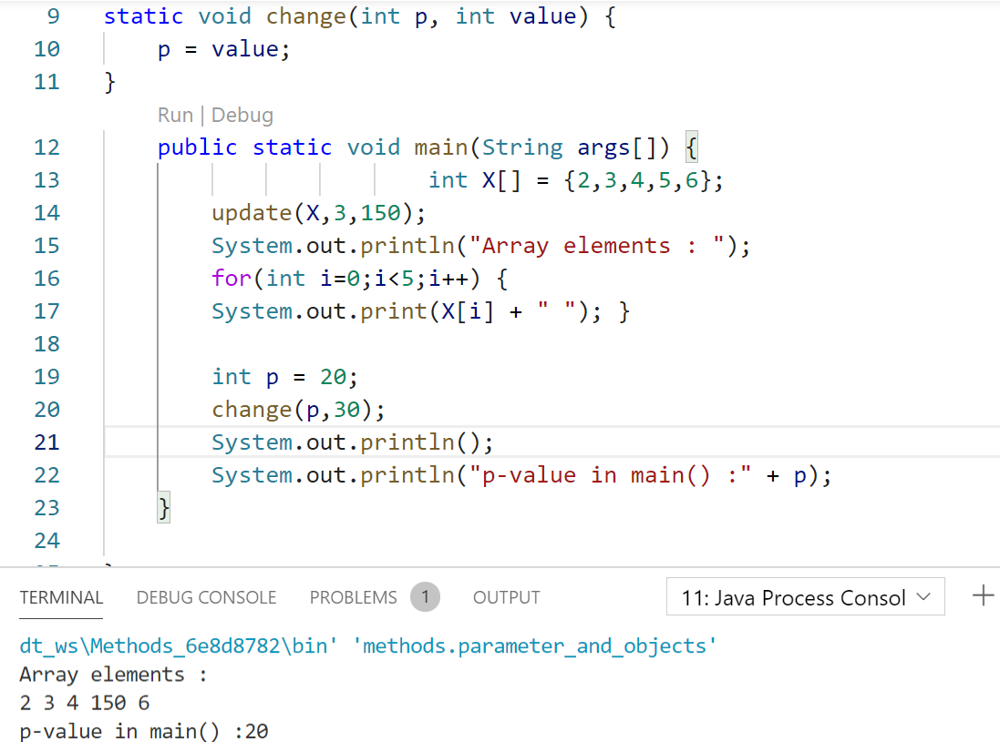 9 static void change(int p, int value) {
10 p = value;
11 }
Run | Debug
12 public static void main(String args[]) {
13 int X[] = {2,3,4,5,6};
14 update(X,3,150);
15 System.out.println("Array elements : ");
16 for(int i=0;i<5;i++) {
17 System.out.print(X[i] + " "); }
18
19 int p = 20;
20 change(p,30);
21 System.out.println();
22 System.out.println("p-value in main() :" + p);
23 }
24
TERMINAL DEBUG CONSOLE PROBLEMS 1 OUTPUT 11: Java Process Consol +
dt_ws\Methods_6e8d8782\bin' 'methods.parameter_and_objects'
Array elements :
2 3 4 150 6
p-value in main() :20